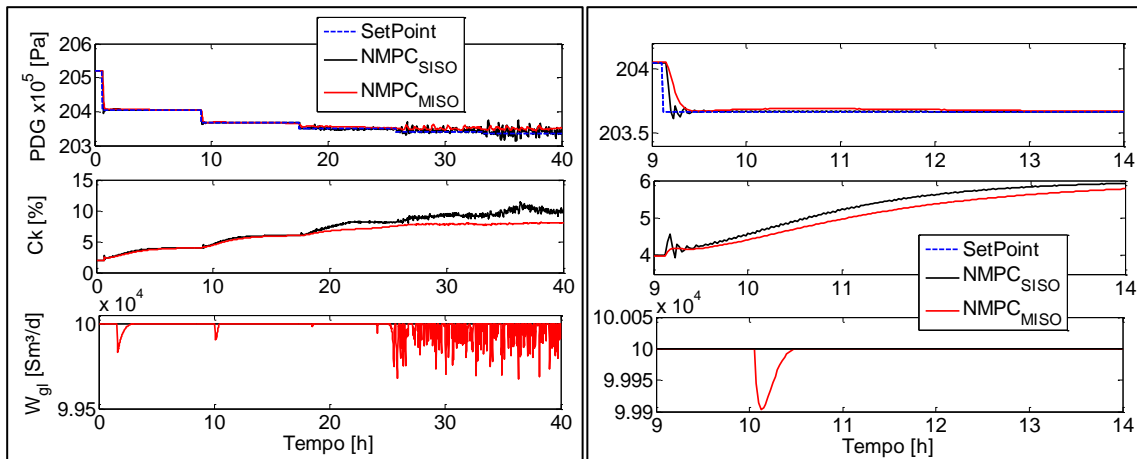 SetPoint
NMPC_SISO
NMPC_MISO
PDG x10^5 [Pa]
206
205
204
203
0 10 20 30 40
Ck [%]
15
10
5
0
0 10 20 30 40
x 10^4
W_gl [Sm³/d]
10
9.95
0 10 20 30 40
Tempo [h]
204
203.5
9 10 11 12 13 14
6
5
4
9 10 11 12 13 14
SetPoint
NMPC_SISO
NMPC_MISO
x 10^4
10.005
10
9.995
9.99
9 10 11 12 13 14
Tempo [h]